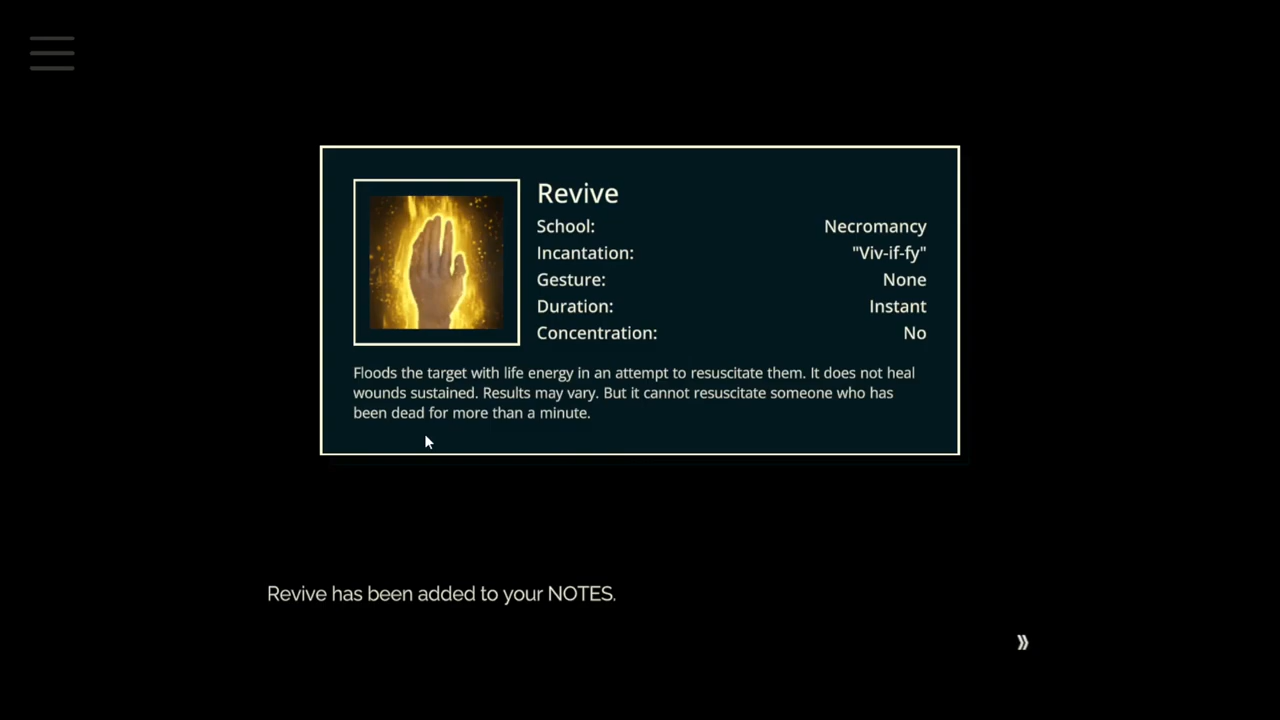 Revive
School: Necromancy
Incantation: "Viv-if-fy"
Gesture: None
Duration: Instant
Concentration: No
Floods the target with life energy in an attempt to resuscitate them. It does not heal
wounds sustained. Results may vary. But it cannot resuscitate someone who has
been dead for more than a minute.
Revive has been added to your NOTES.